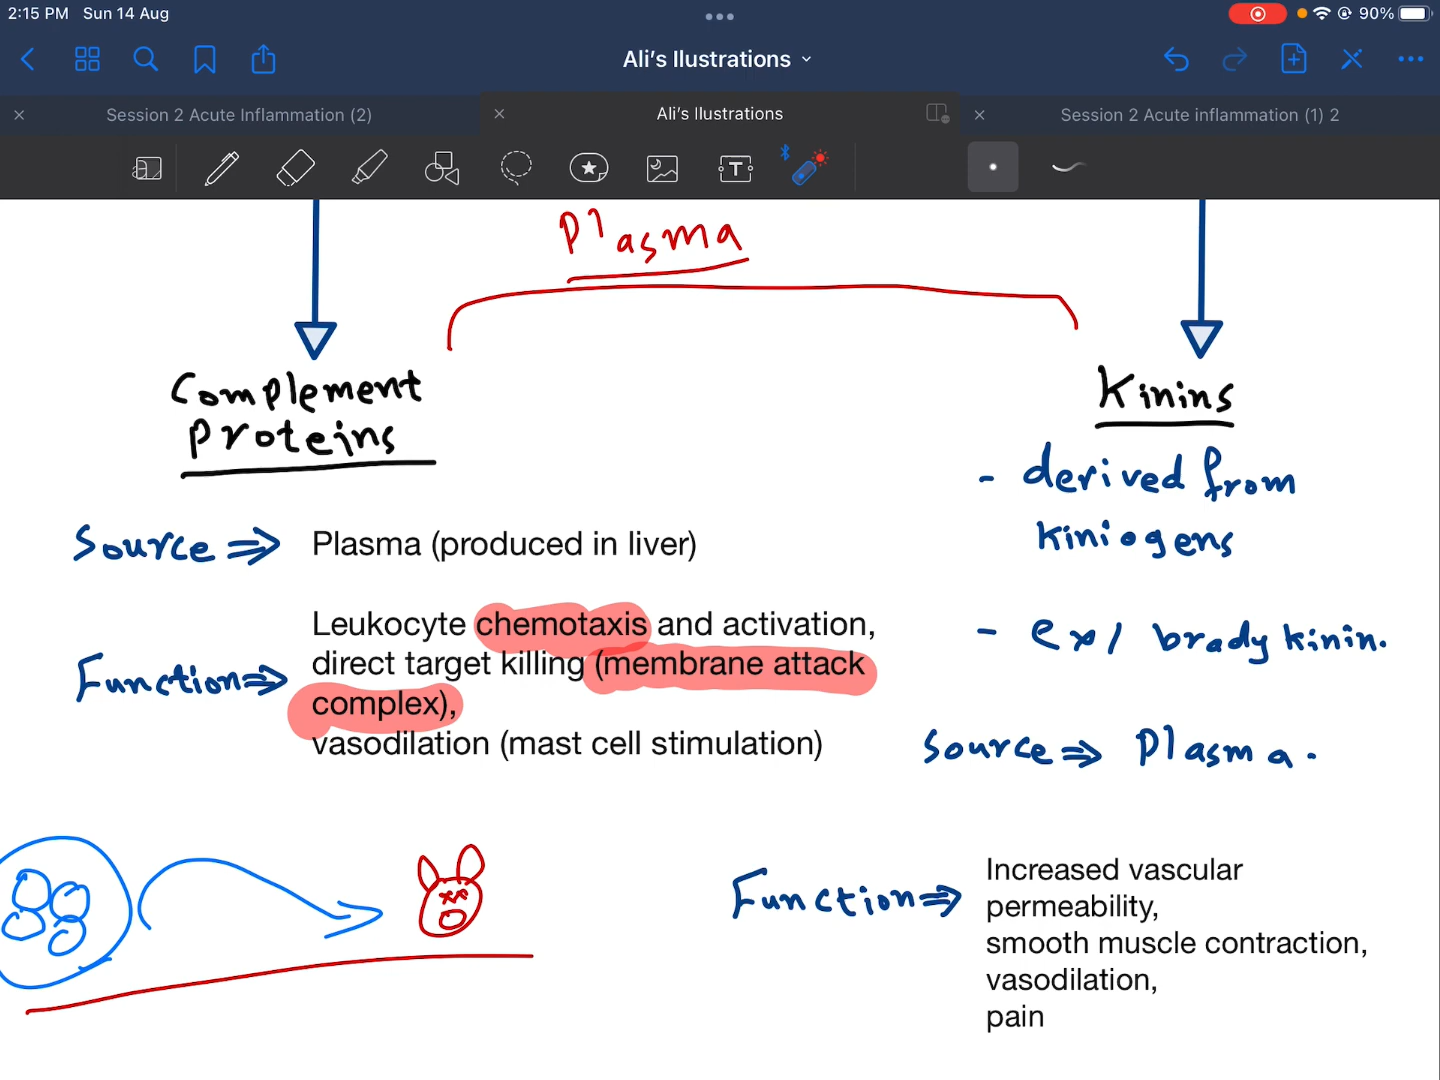 2:15 PM Sun 14 Aug
90%
Ali's Ilustrations
Session 2 Acute Inflammation (2)
Ali's Ilustrations
Session 2 Acute inflammation (1) 2
Plasma
Complement
Proteins
Source ⇒ Plasma (produced in liver)
Function ⇒ Leukocyte chemotaxis and activation,
direct target killing (membrane attack
complex),
vasodilation (mast cell stimulation)
Kinins
- derived from
kiniogens
- ex/ bradykinin.
Source ⇒ Plasma.
Function ⇒ Increased vascular
permeability,
smooth muscle contraction,
vasodilation,
pain